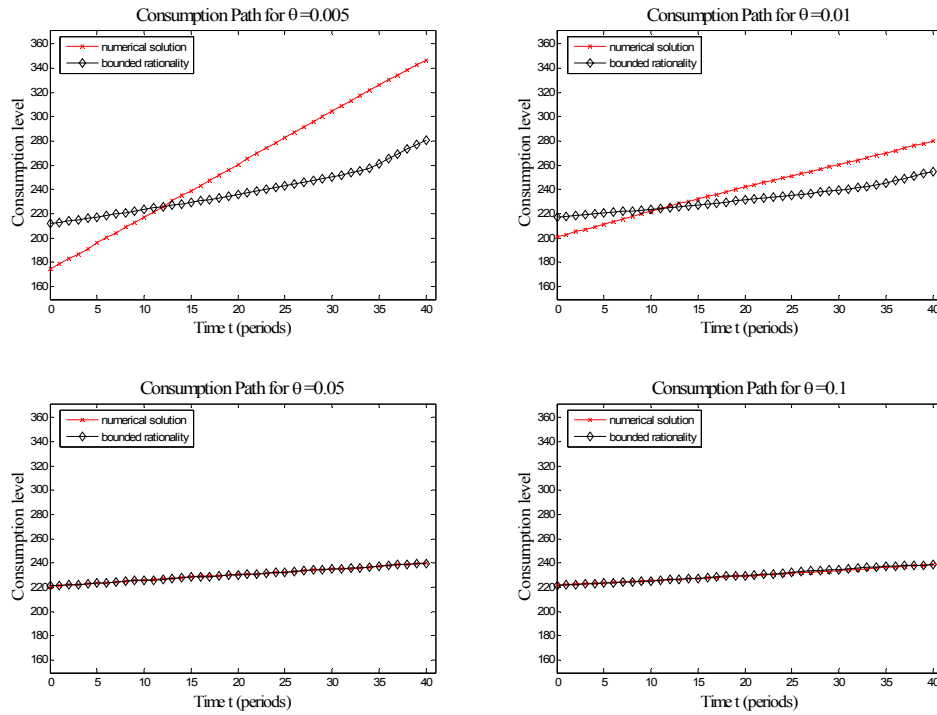 Consumption Path for θ=0.005
360
340
320
300
280
260
240
220
200
180
160
numerical solution
bounded rationality
Consumption level
0 5 10 15 20 25 30 35 40
Time t (periods)
Consumption Path for θ=0.01
360
340
320
300
280
260
240
220
200
180
160
numerical solution
bounded rationality
Consumption level
0 5 10 15 20 25 30 35 40
Time t (periods)
Consumption Path for θ=0.05
360
340
320
300
280
260
240
220
200
180
160
numerical solution
bounded rationality
Consumption level
0 5 10 15 20 25 30 35 40
Time t (periods)
Consumption Path for θ=0.1
360
340
320
300
280
260
240
220
200
180
160
numerical solution
bounded rationality
Consumption level
0 5 10 15 20 25 30 35 40
Time t (periods)